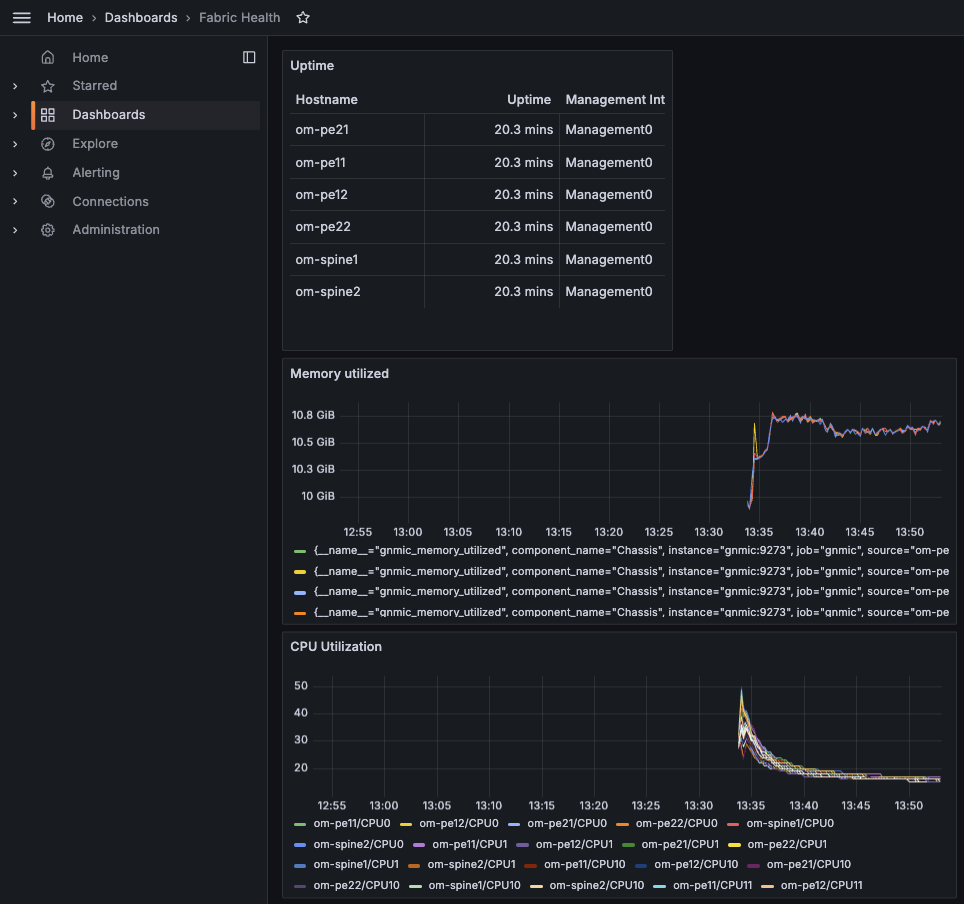 Home › Dashboards › Fabric Health
Home
Starred
Dashboards
Explore
Alerting
Connections
Administration
Uptime
Hostname Uptime Management Int
om-pe21 20.3 mins Management0
om-pe11 20.3 mins Management0
om-pe12 20.3 mins Management0
om-pe22 20.3 mins Management0
om-spine1 20.3 mins Management0
om-spine2 20.3 mins Management0
Memory utilized
10.8 GiB
10.5 GiB
10.3 GiB
10 GiB
12:55 13:00 13:05 13:10 13:15 13:20 13:25 13:30 13:35 13:40 13:45 13:50
{__name__="gnmic_memory_utilized", component_name="Chassis", instance="gnmic:9273", job="gnmic", source="om-pe
{__name__="gnmic_memory_utilized", component_name="Chassis", instance="gnmic:9273", job="gnmic", source="om-pe
{__name__="gnmic_memory_utilized", component_name="Chassis", instance="gnmic:9273", job="gnmic", source="om-pe
{__name__="gnmic_memory_utilized", component_name="Chassis", instance="gnmic:9273", job="gnmic", source="om-pe
CPU Utilization
50
40
30
20
12:55 13:00 13:05 13:10 13:15 13:20 13:25 13:30 13:35 13:40 13:45 13:50
om-pe11/CPU0 om-pe12/CPU0 om-pe21/CPU0 om-pe22/CPU0 om-spine1/CPU0
om-spine2/CPU0 om-pe11/CPU1 om-pe12/CPU1 om-pe21/CPU1 om-pe22/CPU1
om-spine1/CPU1 om-spine2/CPU1 om-pe11/CPU10 om-pe12/CPU10 om-pe21/CPU10
om-pe22/CPU10 om-spine1/CPU10 om-spine2/CPU10 om-pe11/CPU11 om-pe12/CPU11